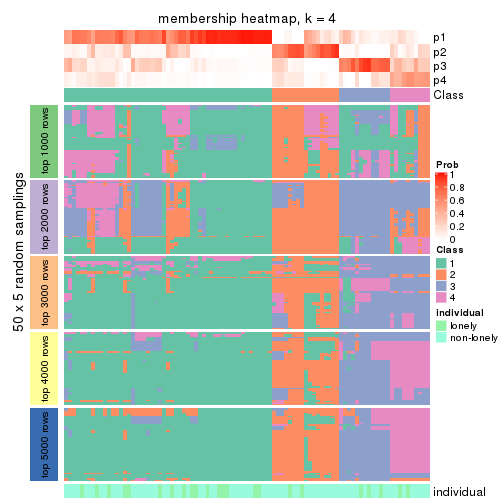 membership heatmap, k = 4
p1
p2
p3
p4
Class
50 x 5 random samplings
top 1000 rows
top 2000 rows
top 3000 rows
top 4000 rows
top 5000 rows
individual
Prob
1
0.8
0.6
0.4
0.2
0
Class
1
2
3
4
individual
lonely
non-lonely